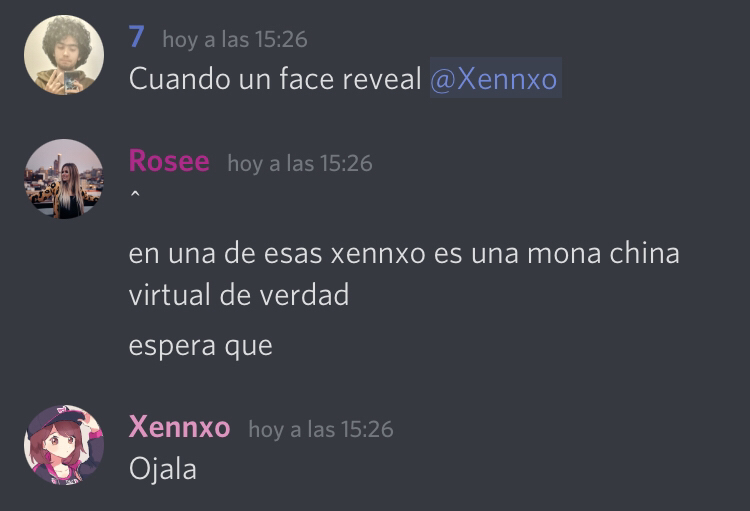 7 hoy a las 15:26
Cuando un face reveal @Xennxo
Rosee hoy a las 15:26
^
en una de esas xennxo es una mona china
virtual de verdad
espera que
Xennxo hoy a las 15:26
Ojala